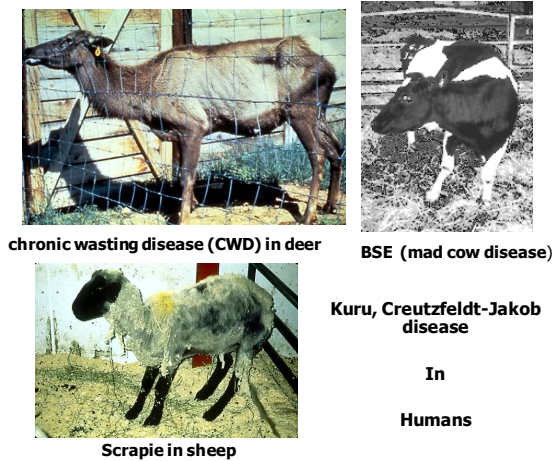 chronic wasting disease (CWD) in deer
BSE (mad cow disease)
Kuru, Creutzfeldt-Jakob
disease
In
Humans
Scrapie in sheep